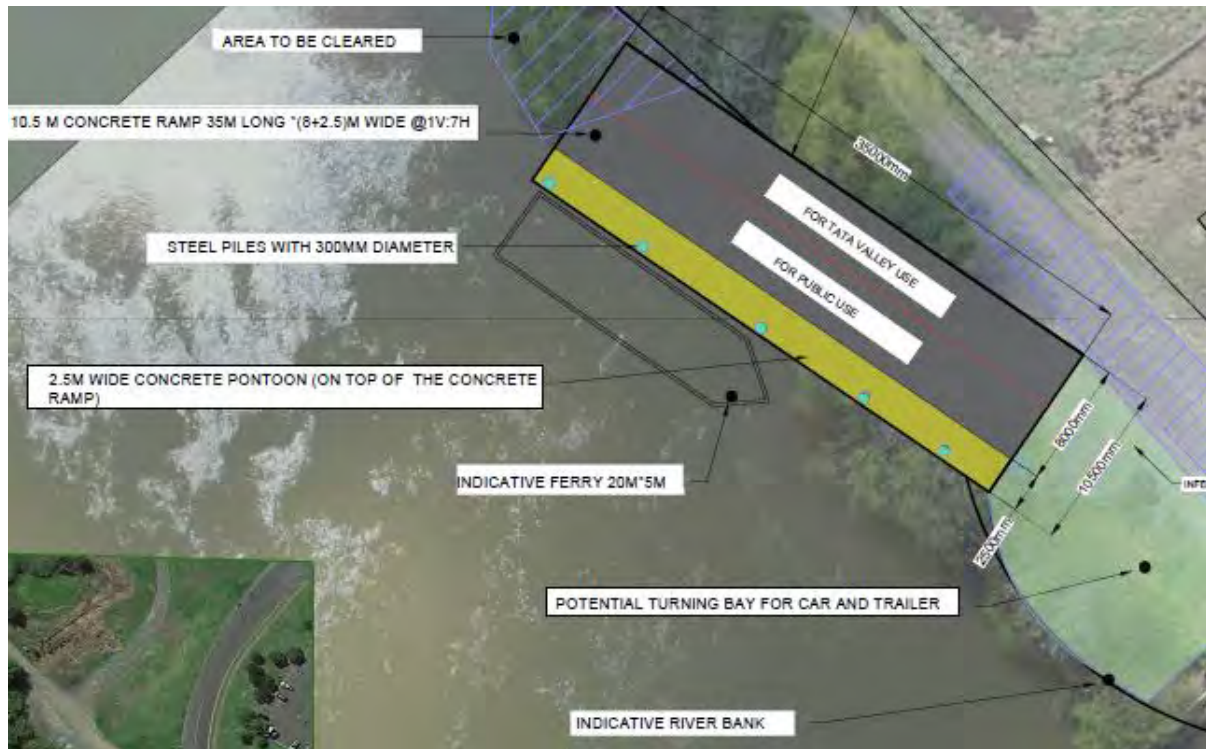 AREA TO BE CLEARED
10.5 M CONCRETE RAMP 35M LONG *(8+2.5)M WIDE @1V:7H
35000mm
FOR TATA VALLEY USE
FOR PUBLIC USE
STEEL PILES WITH 300MM DIAMETER
2.5M WIDE CONCRETE PONTOON (ON TOP OF THE CONCRETE
RAMP)
8000mm
10500mm
2500mm
INDICATIVE FERRY 20M*5M
INFE
POTENTIAL TURNING BAY FOR CAR AND TRAILER
INDICATIVE RIVER BANK